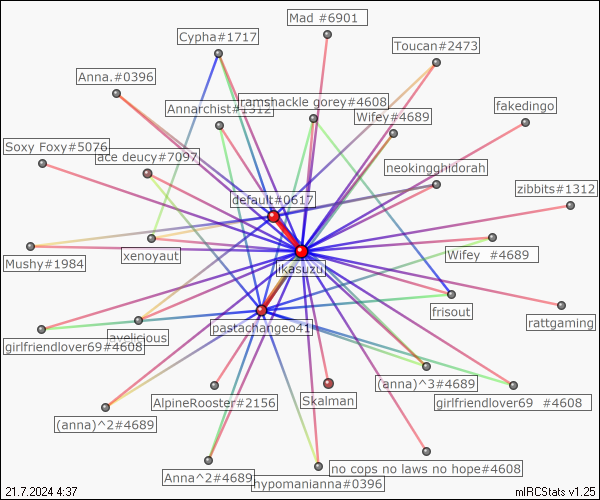 Mad #6901
Cypha#1717
Toucan#2473
Anna.#0396
ramshackle gorey#4608
Annarchist#1312
Wifey#4689
fakedingo
Soxy Foxy#5076
ace deucy#7097
neokingghidorah
zibbits#1312
default#0617
Mushy#1984
xenoyaut
ikasuzu
Wifey #4689
frisout
rattgaming
pastachangeo41
girlfriendlover69#4608
avelicious
(anna)^3#4689
AlpineRooster#2156
Skalman
girlfriendlover69 #4608
(anna)^2#4689
Anna^2#4689
hypomanianna#0396
no cops no laws no hope#4608
21.7.2024 4:37
mIRCStats v1.25